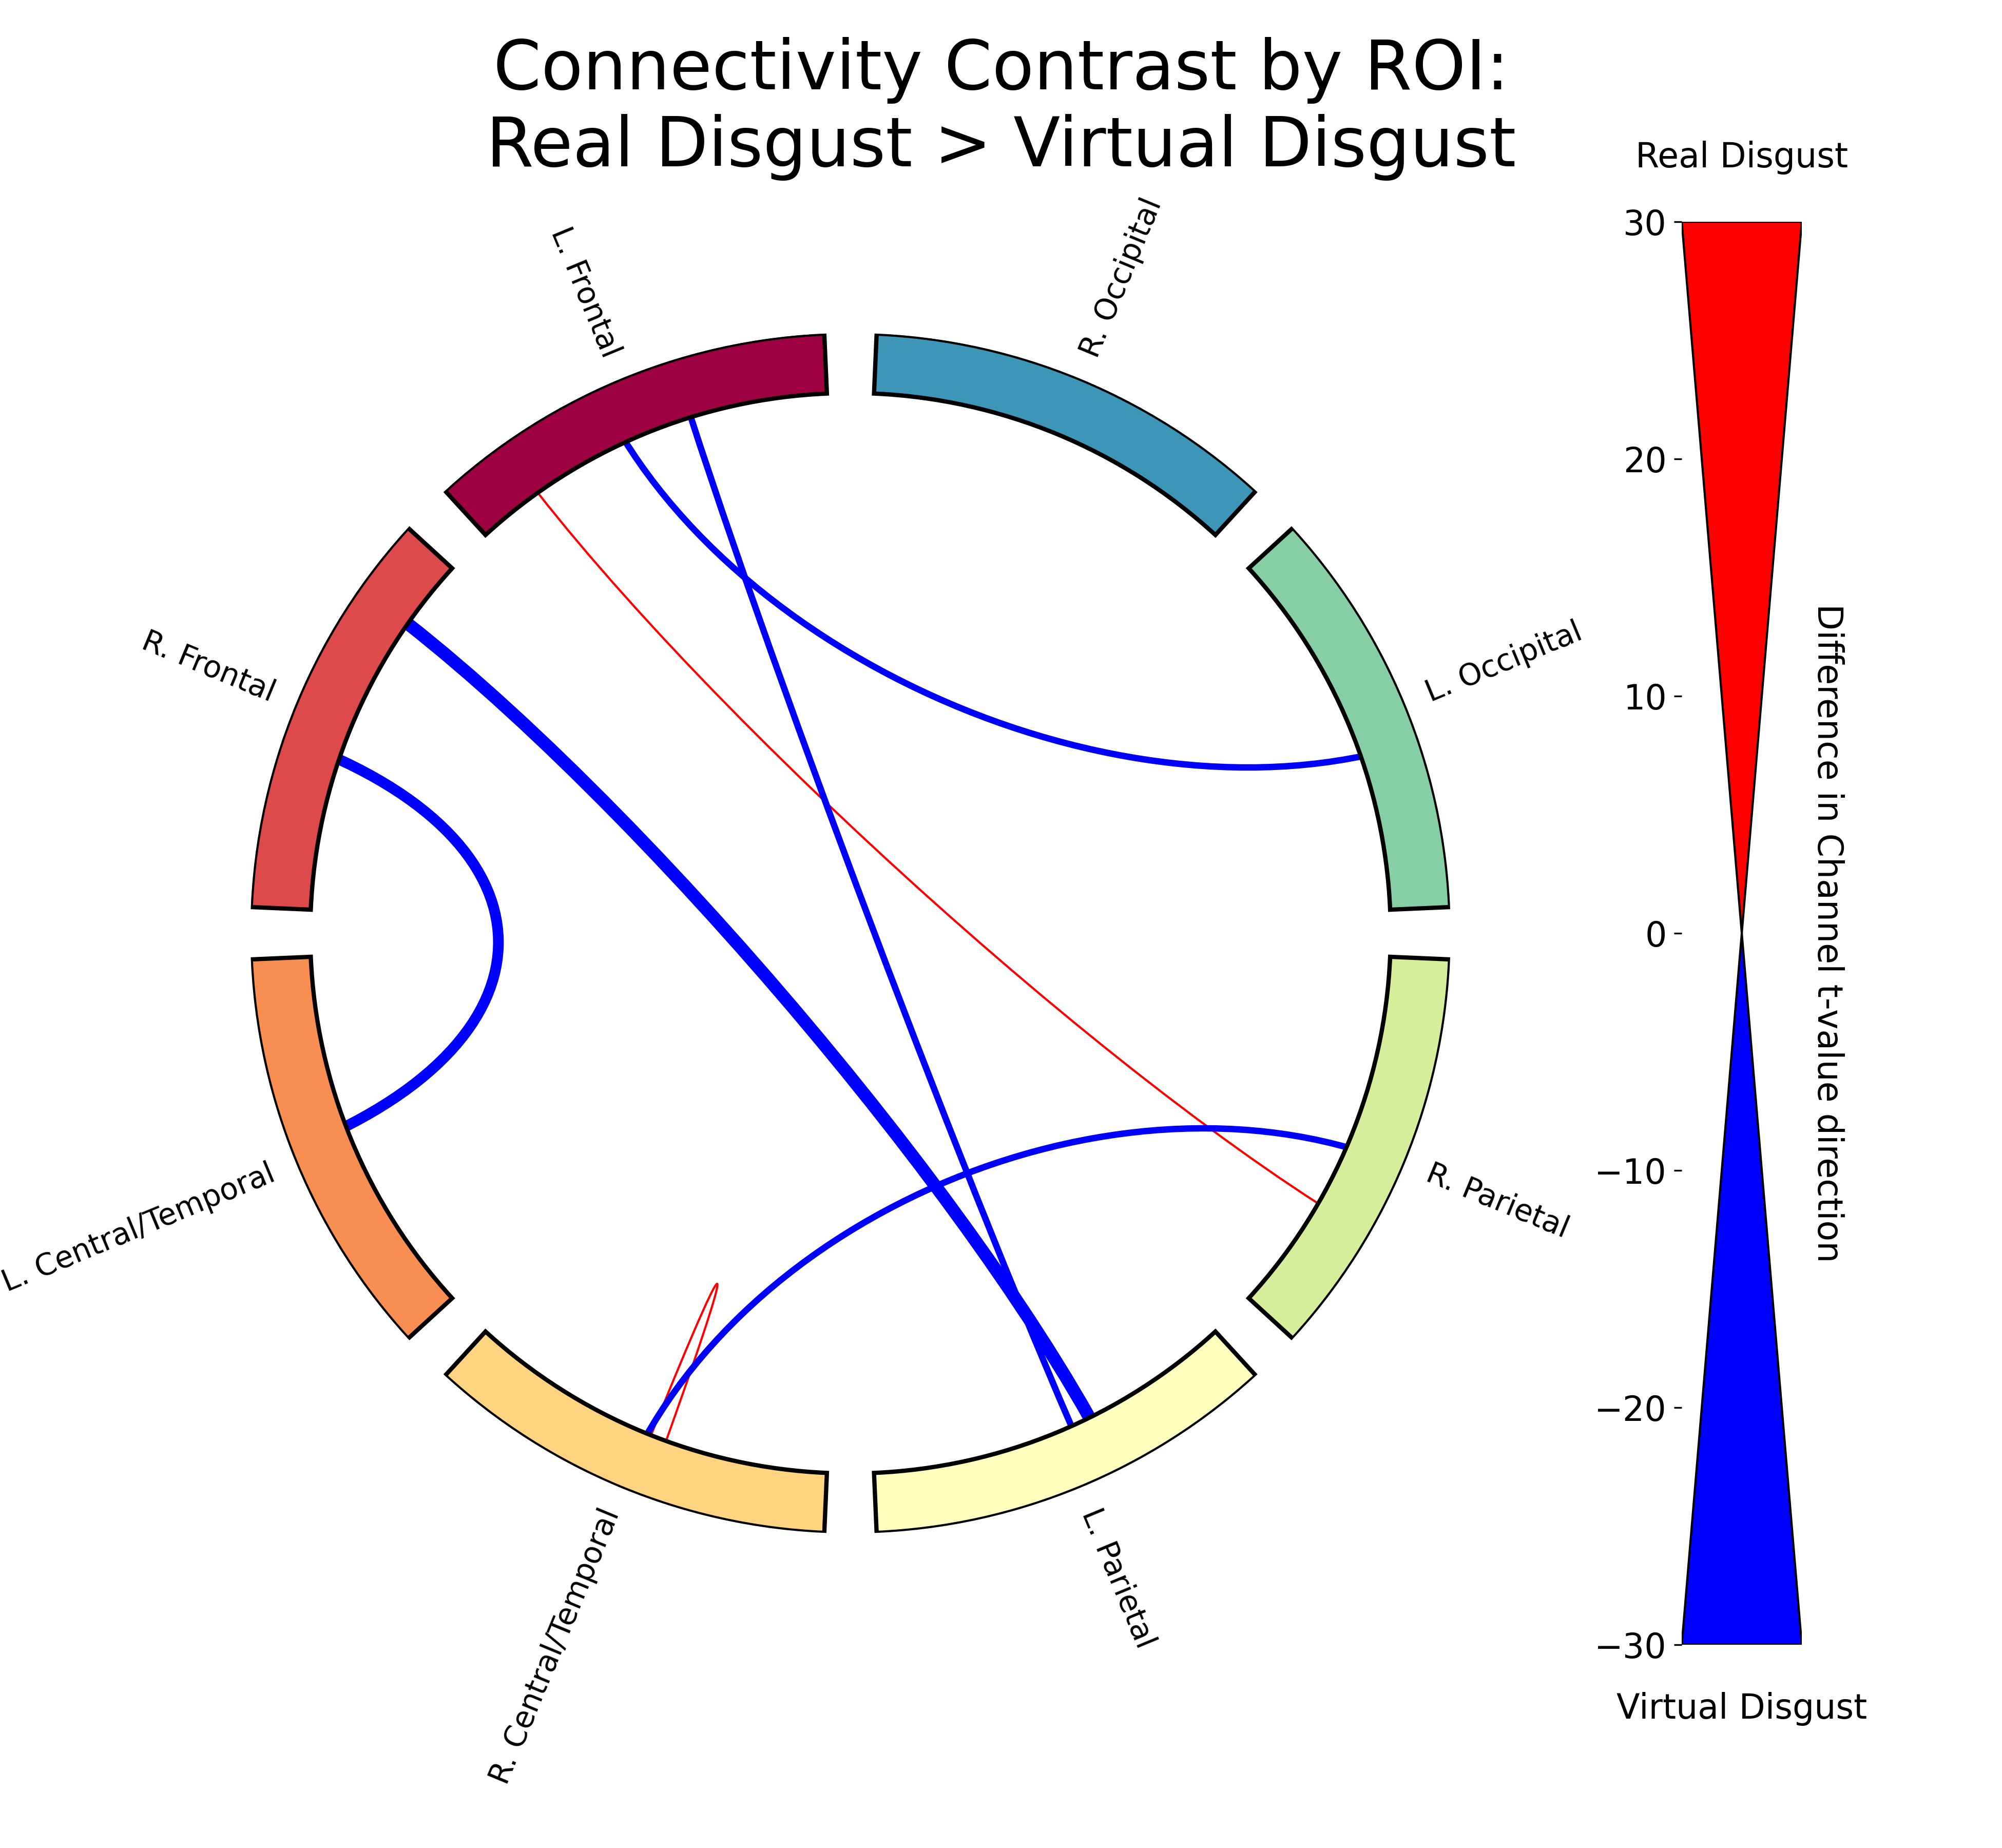 Connectivity Contrast by ROI:
Real Disgust > Virtual Disgust
L. Frontal
R. Occipital
R. Frontal
L. Occipital
L. Central/Temporal
R. Parietal
R. Central/Temporal
L. Parietal
Real Disgust
30
20
10
0
−10
−20
−30
Difference in Channel t-value direction
Virtual Disgust